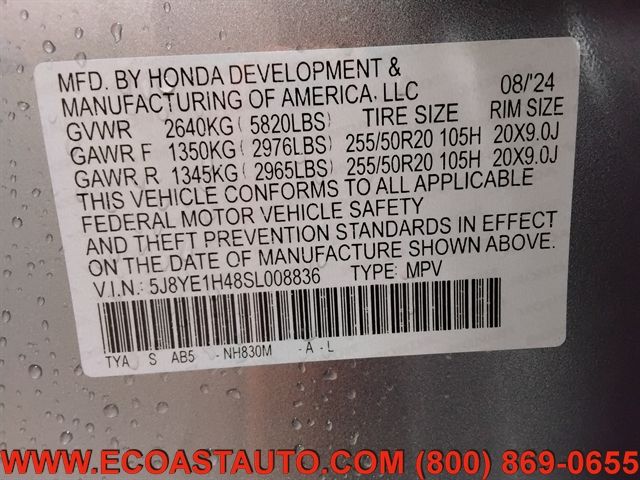 MFD. BY HONDA DEVELOPMENT &
MANUFACTURING OF AMERICA, LLC 08/'24
GVWR 2640KG ( 5820LBS) TIRE SIZE RIM SIZE
GAWR F 1350KG ( 2976LBS) 255/50R20 105H 20X9.0J
GAWR R 1345KG ( 2965LBS) 255/50R20 105H 20X9.0J
THIS VEHICLE CONFORMS TO ALL APPLICABLE
FEDERAL MOTOR VEHICLE SAFETY
AND THEFT PREVENTION STANDARDS IN EFFECT
ON THE DATE OF MANUFACTURE SHOWN ABOVE.
V.I.N.: 5J8YE1H48SL008836 TYPE: MPV
TYA S AB5 - NH830M - A - L
WWW.ECOASTAUTO.COM (800) 869-0655